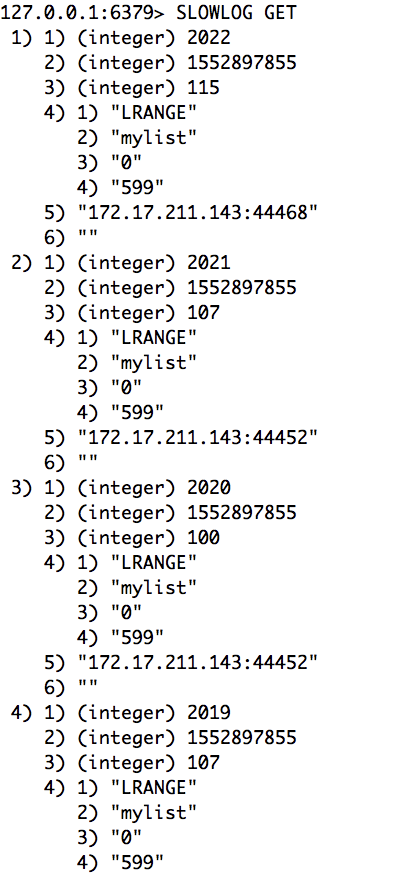 127.0.0.1:6379> SLOWLOG GET
 1) 1) (integer) 2022
    2) (integer) 1552897855
    3) (integer) 115
    4) 1) "LRANGE"
       2) "mylist"
       3) "0"
       4) "599"
    5) "172.17.211.143:44468"
    6) ""
 2) 1) (integer) 2021
    2) (integer) 1552897855
    3) (integer) 107
    4) 1) "LRANGE"
       2) "mylist"
       3) "0"
       4) "599"
    5) "172.17.211.143:44452"
    6) ""
 3) 1) (integer) 2020
    2) (integer) 1552897855
    3) (integer) 100
    4) 1) "LRANGE"
       2) "mylist"
       3) "0"
       4) "599"
    5) "172.17.211.143:44452"
    6) ""
 4) 1) (integer) 2019
    2) (integer) 1552897855
    3) (integer) 107
    4) 1) "LRANGE"
       2) "mylist"
       3) "0"
       4) "599"